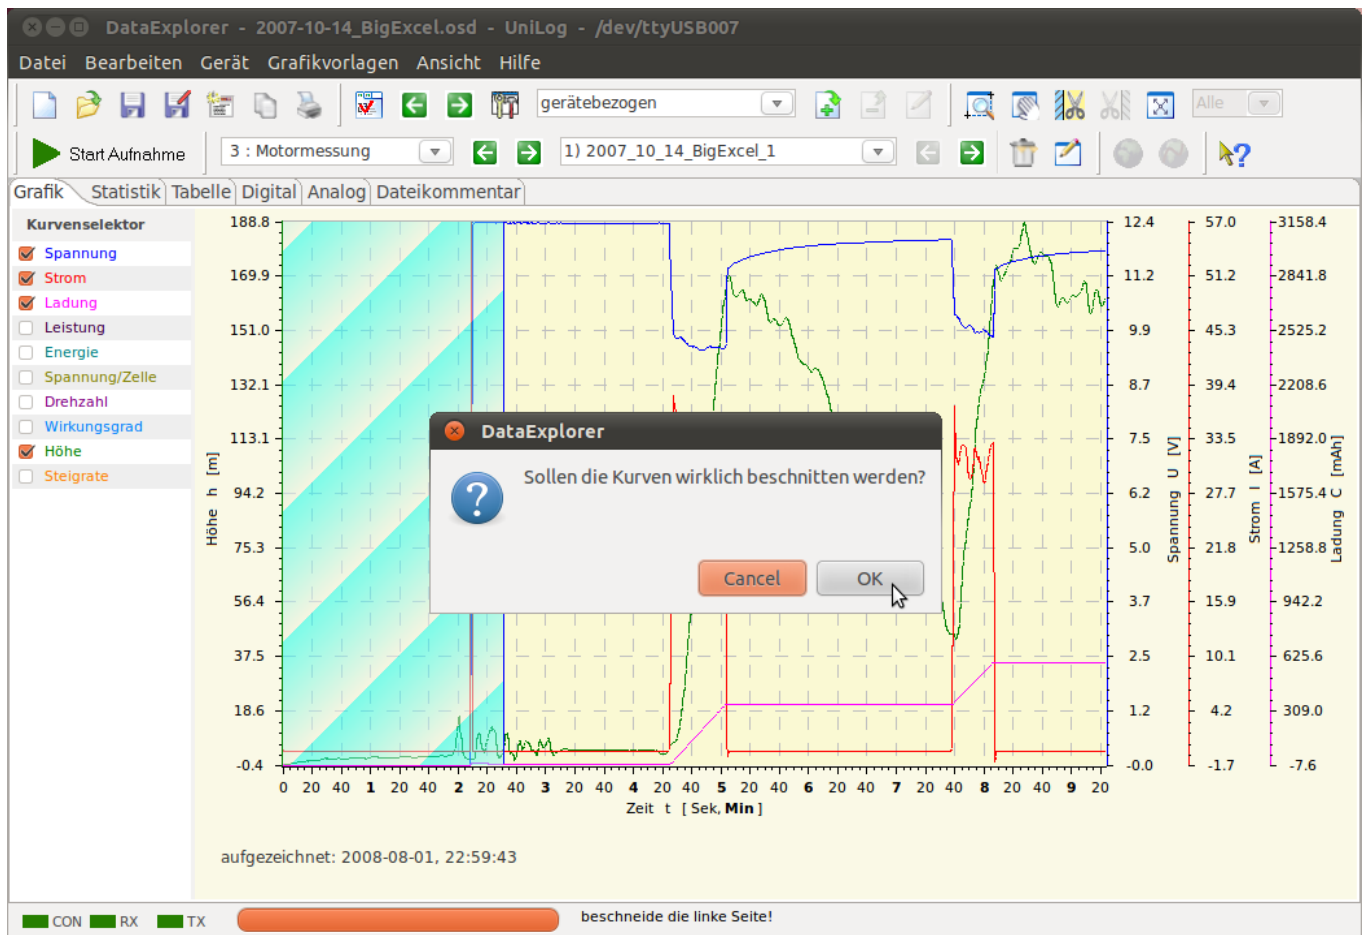 DataExplorer - 2007-10-14_BigExcel.osd - UniLog - /dev/ttyUSB007
Datei Bearbeiten Gerät Grafikvorlagen Ansicht Hilfe
gerätebezogen
Alle
Start Aufnahme
3 : Motormessung
1) 2007_10_14_BigExcel_1
Grafik Statistik Tabelle Digital Analog Dateikommentar
Kurvenselektor
Spannung
Strom
Ladung
Leistung
Energie
Spannung/Zelle
Drehzahl
Wirkungsgrad
Höhe
Steigrate
Höhe h [m]
188.8
169.9
151.0
132.1
113.1
94.2
75.3
56.4
37.5
18.6
-0.4
DataExplorer
Sollen die Kurven wirklich beschnitten werden?
Cancel OK
12.4
11.2
9.9
8.7
7.5
6.2
5.0
3.7
2.5
1.2
-0.0
Spannung U [V]
57.0
51.2
45.3
39.4
33.5
27.7
21.8
15.9
10.1
4.2
-1.7
Strom I [A]
3158.4
2841.8
2525.2
2208.6
1892.0
1575.4
1258.8
942.2
625.6
309.0
-7.6
Ladung C [mAh]
0 20 40 1 20 40 2 20 40 3 20 40 4 20 40 5 20 40 6 20 40 7 20 40 8 20 40 9 20
Zeit t [ Sek, Min ]
aufgezeichnet: 2008-08-01, 22:59:43
CON RX TX
beschneide die linke Seite!